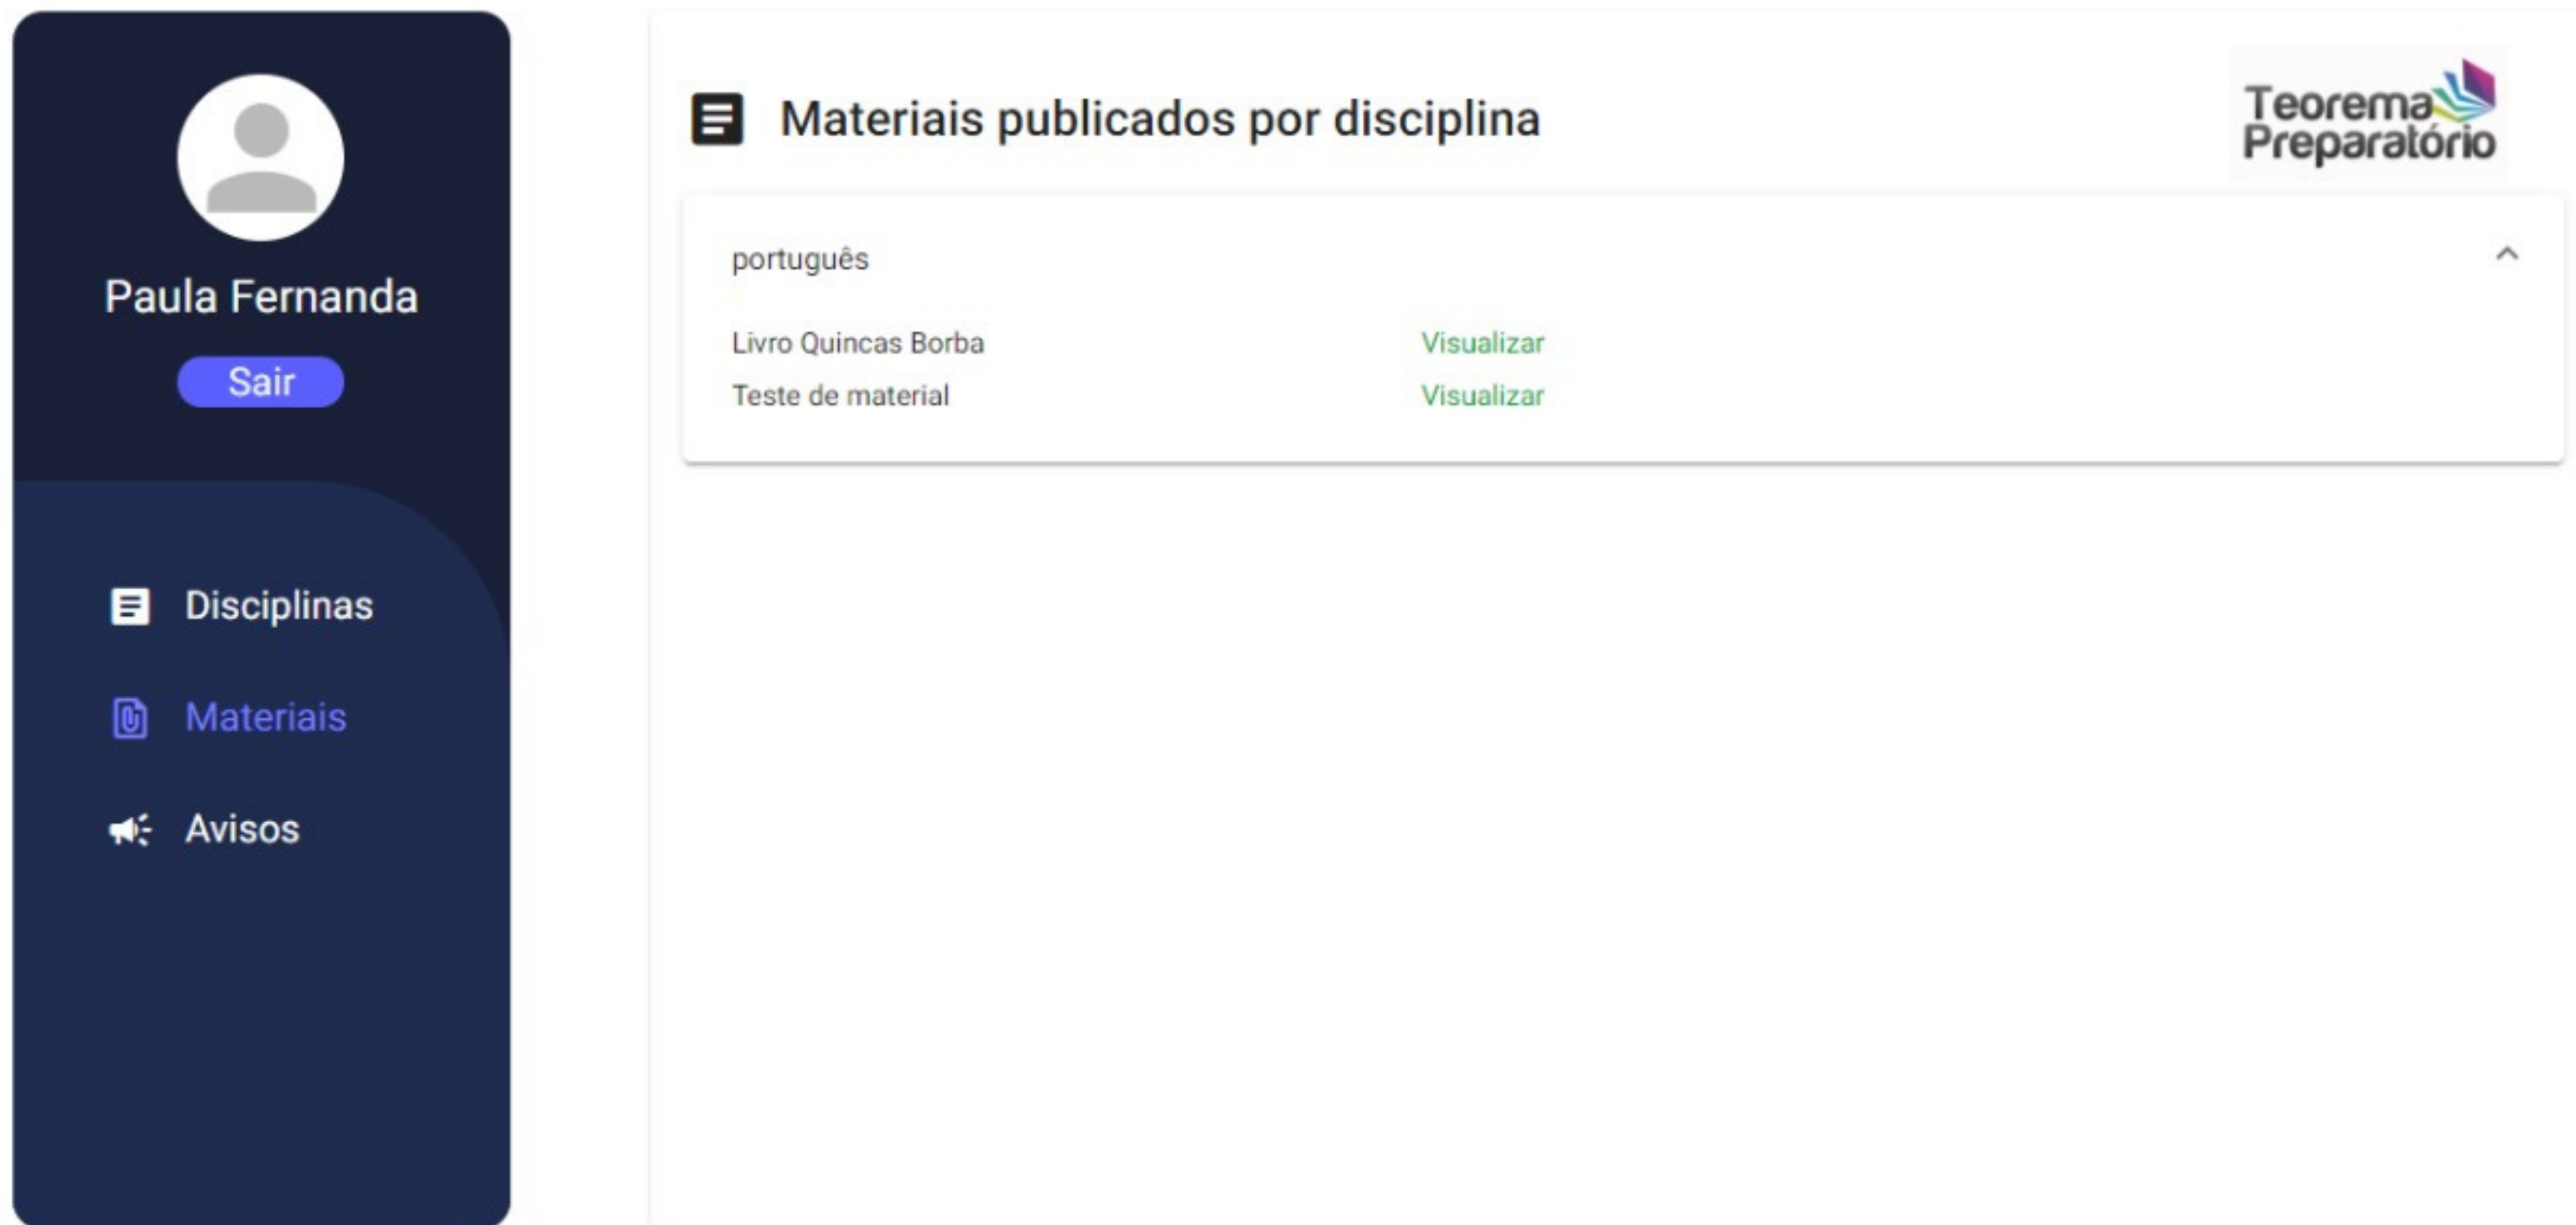 Paula Fernanda
Sair
Disciplinas
Materiais
Avisos
Materiais publicados por disciplina
Teorema
Preparatório
português
Livro Quincas Borba Visualizar
Teste de material Visualizar